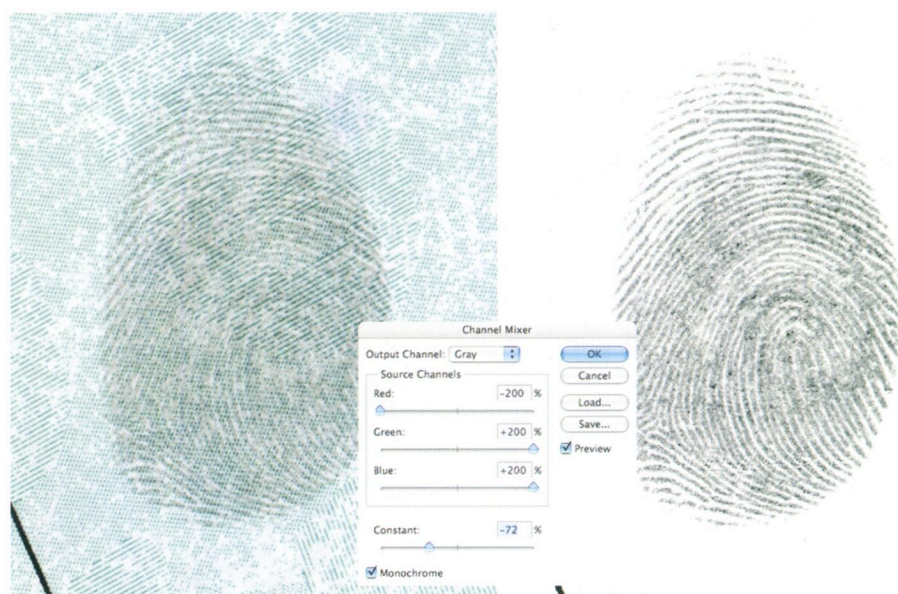 Channel Mixer
Output Channel: Gray
OK
Source Channels
Cancel
Red: -200 %
Load...
Save...
Green: +200 %
Preview
Blue: +200 %
Constant: -72 %
Monochrome